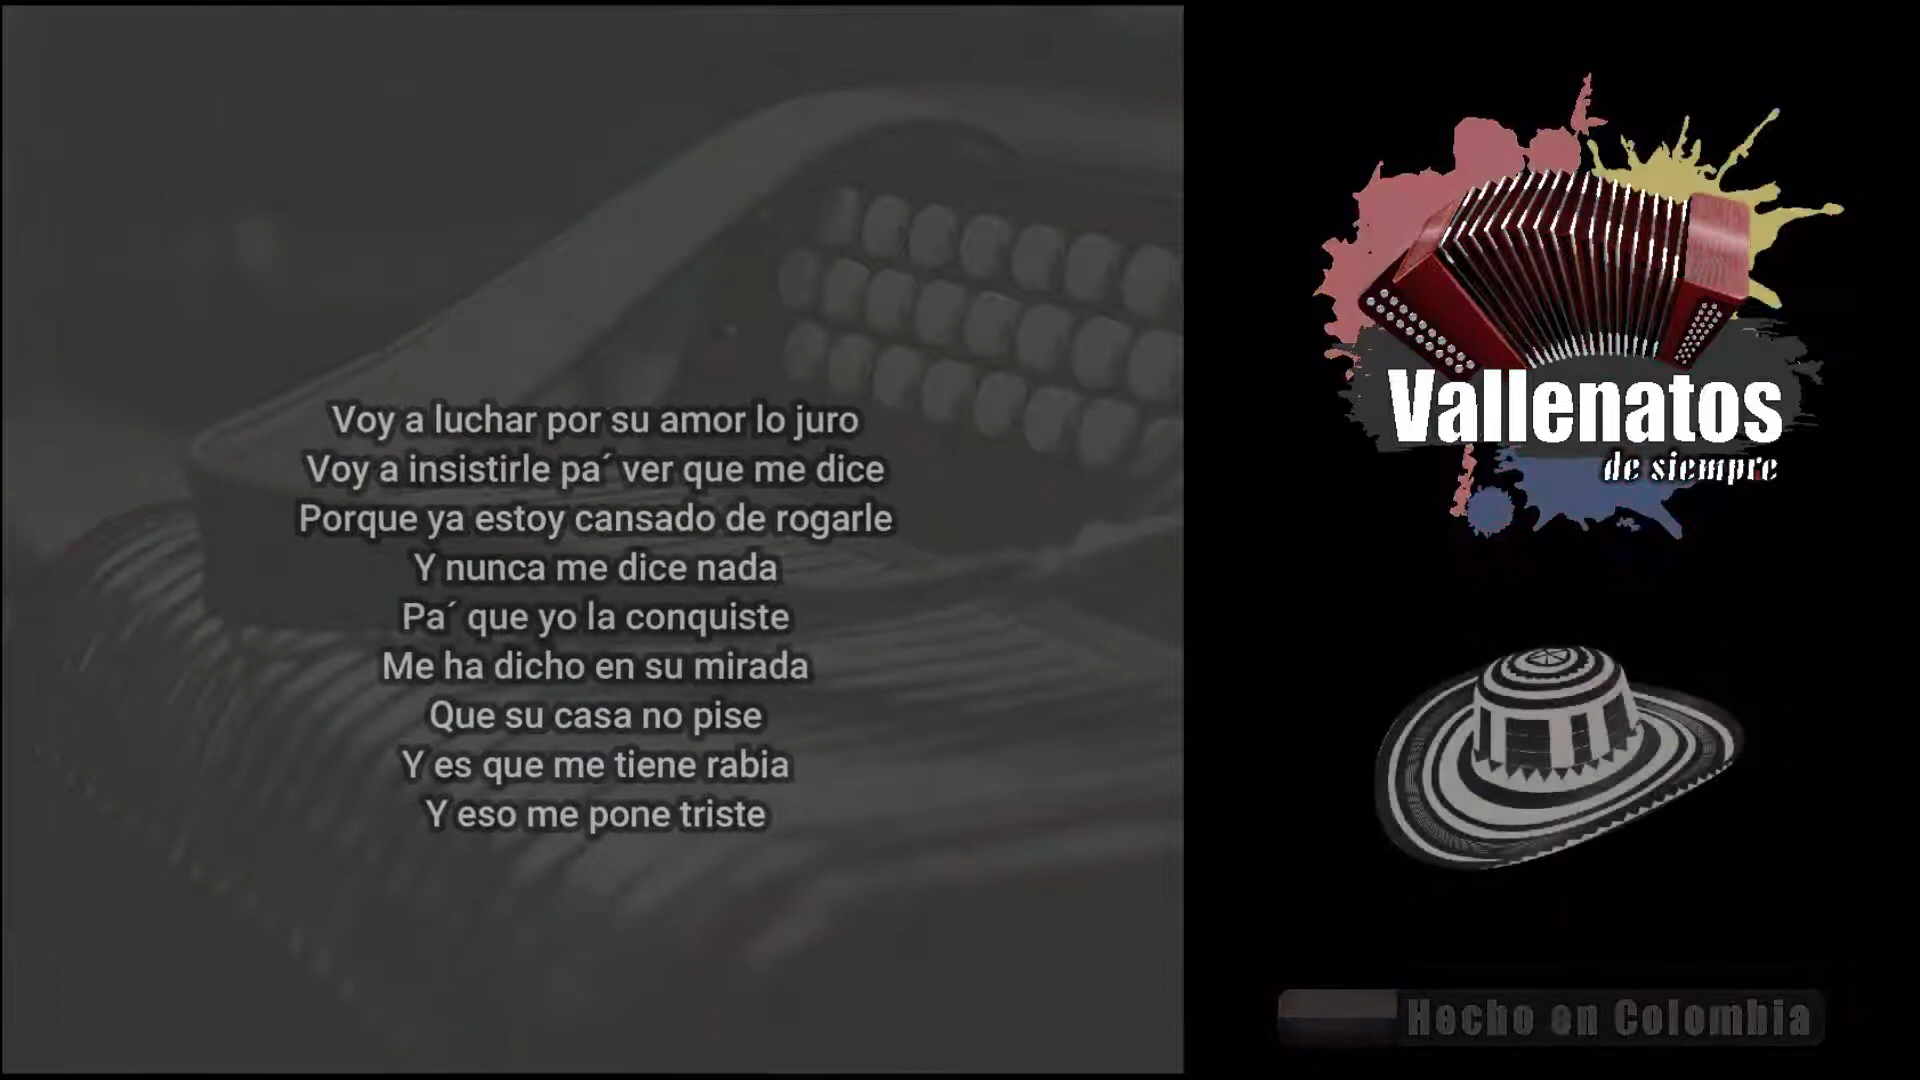 Voy a luchar por su amor lo juro
Voy a insistirle pa´ ver que me dice
Porque ya estoy cansado de rogarle
Y nunca me dice nada
Pa´ que yo la conquiste
Me ha dicho en su mirada
Que su casa no pise
Y es que me tiene rabia
Y eso me pone triste
Vallenatos
de siempre
Hecho en Colombia